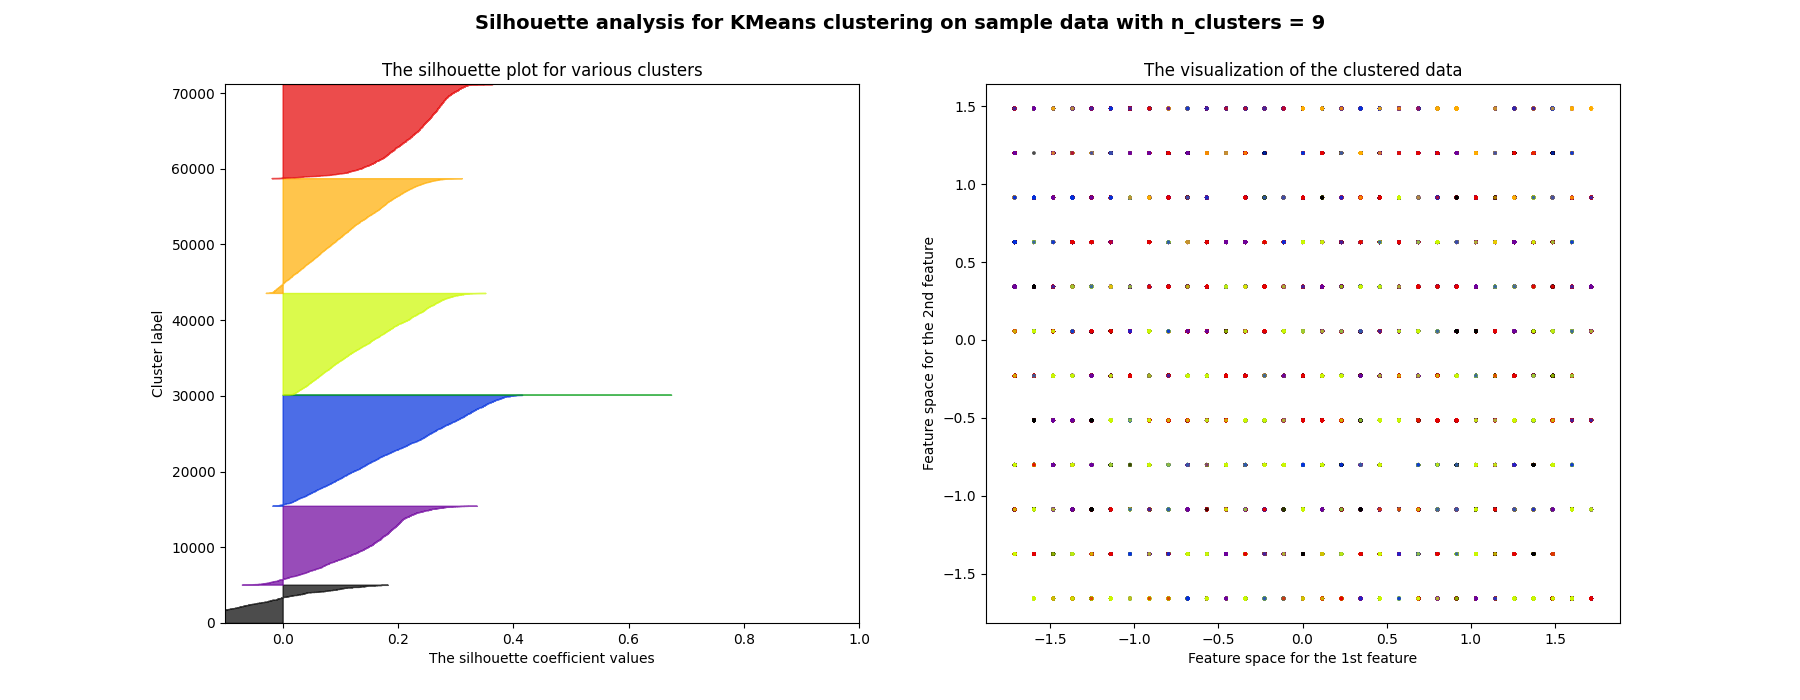 Silhouette analysis for KMeans clustering on sample data with n_clusters = 9
The silhouette plot for various clusters
70000
60000
50000
40000
30000
20000
10000
0
Cluster label
0.0 0.2 0.4 0.6 0.8 1.0
The silhouette coefficient values
The visualization of the clustered data
1.5
1.0
0.5
0.0
−0.5
−1.0
−1.5
Feature space for the 2nd feature
−1.5 −1.0 −0.5 0.0 0.5 1.0 1.5
Feature space for the 1st feature